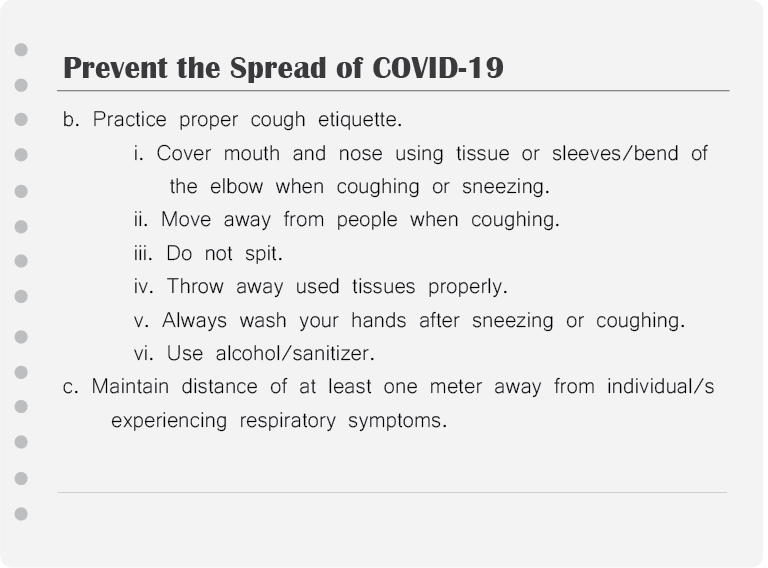 Prevent the Spread of COVID-19
b. Practice proper cough etiquette.
i. Cover mouth and nose using tissue or sleeves/bend of
the elbow when coughing or sneezing.
ii. Move away from people when coughing.
iii. Do not spit.
iv. Throw away used tissues properly.
v. Always wash your hands after sneezing or coughing.
vi. Use alcohol/sanitizer.
c. Maintain distance of at least one meter away from individual/s
experiencing respiratory symptoms.